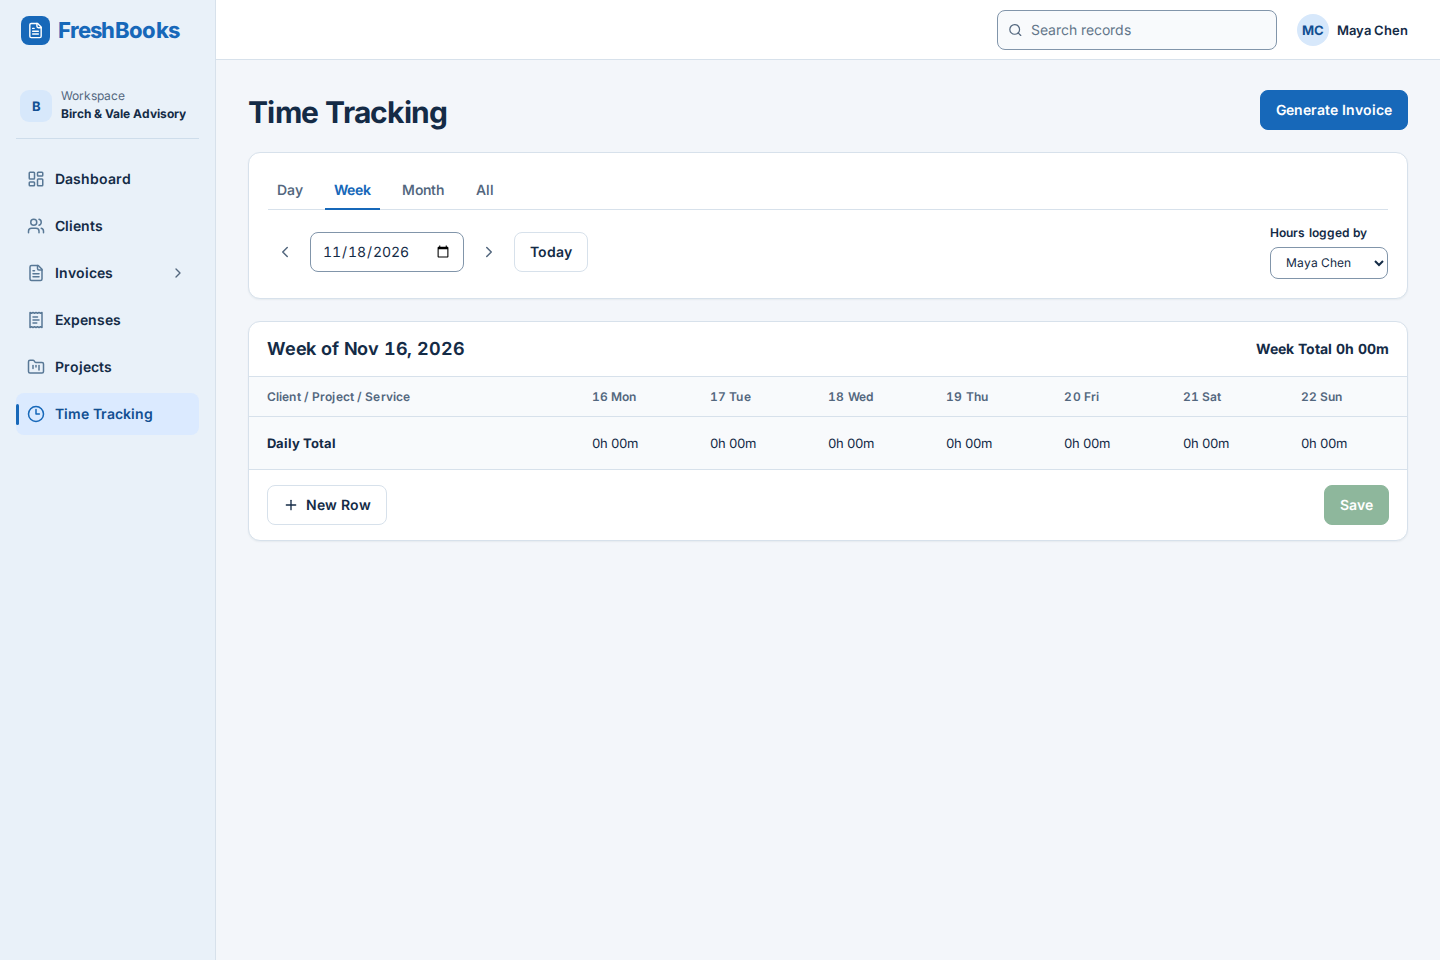 FreshBooks
Search records
MC
Maya Chen
B
Workspace
Birch & Vale Advisory
Dashboard
Clients
Invoices
Expenses
Projects
Time Tracking
Time Tracking
Generate Invoice
Day
Week
Month
All
11/18/2026
Today
Hours logged by
Maya Chen
Week of Nov 16, 2026
Week Total 0h 00m
Client / Project / Service 16 Mon 17 Tue 18 Wed 19 Thu 20 Fri 21 Sat 22 Sun
Daily Total 0h 00m 0h 00m 0h 00m 0h 00m 0h 00m 0h 00m 0h 00m
New Row
Save